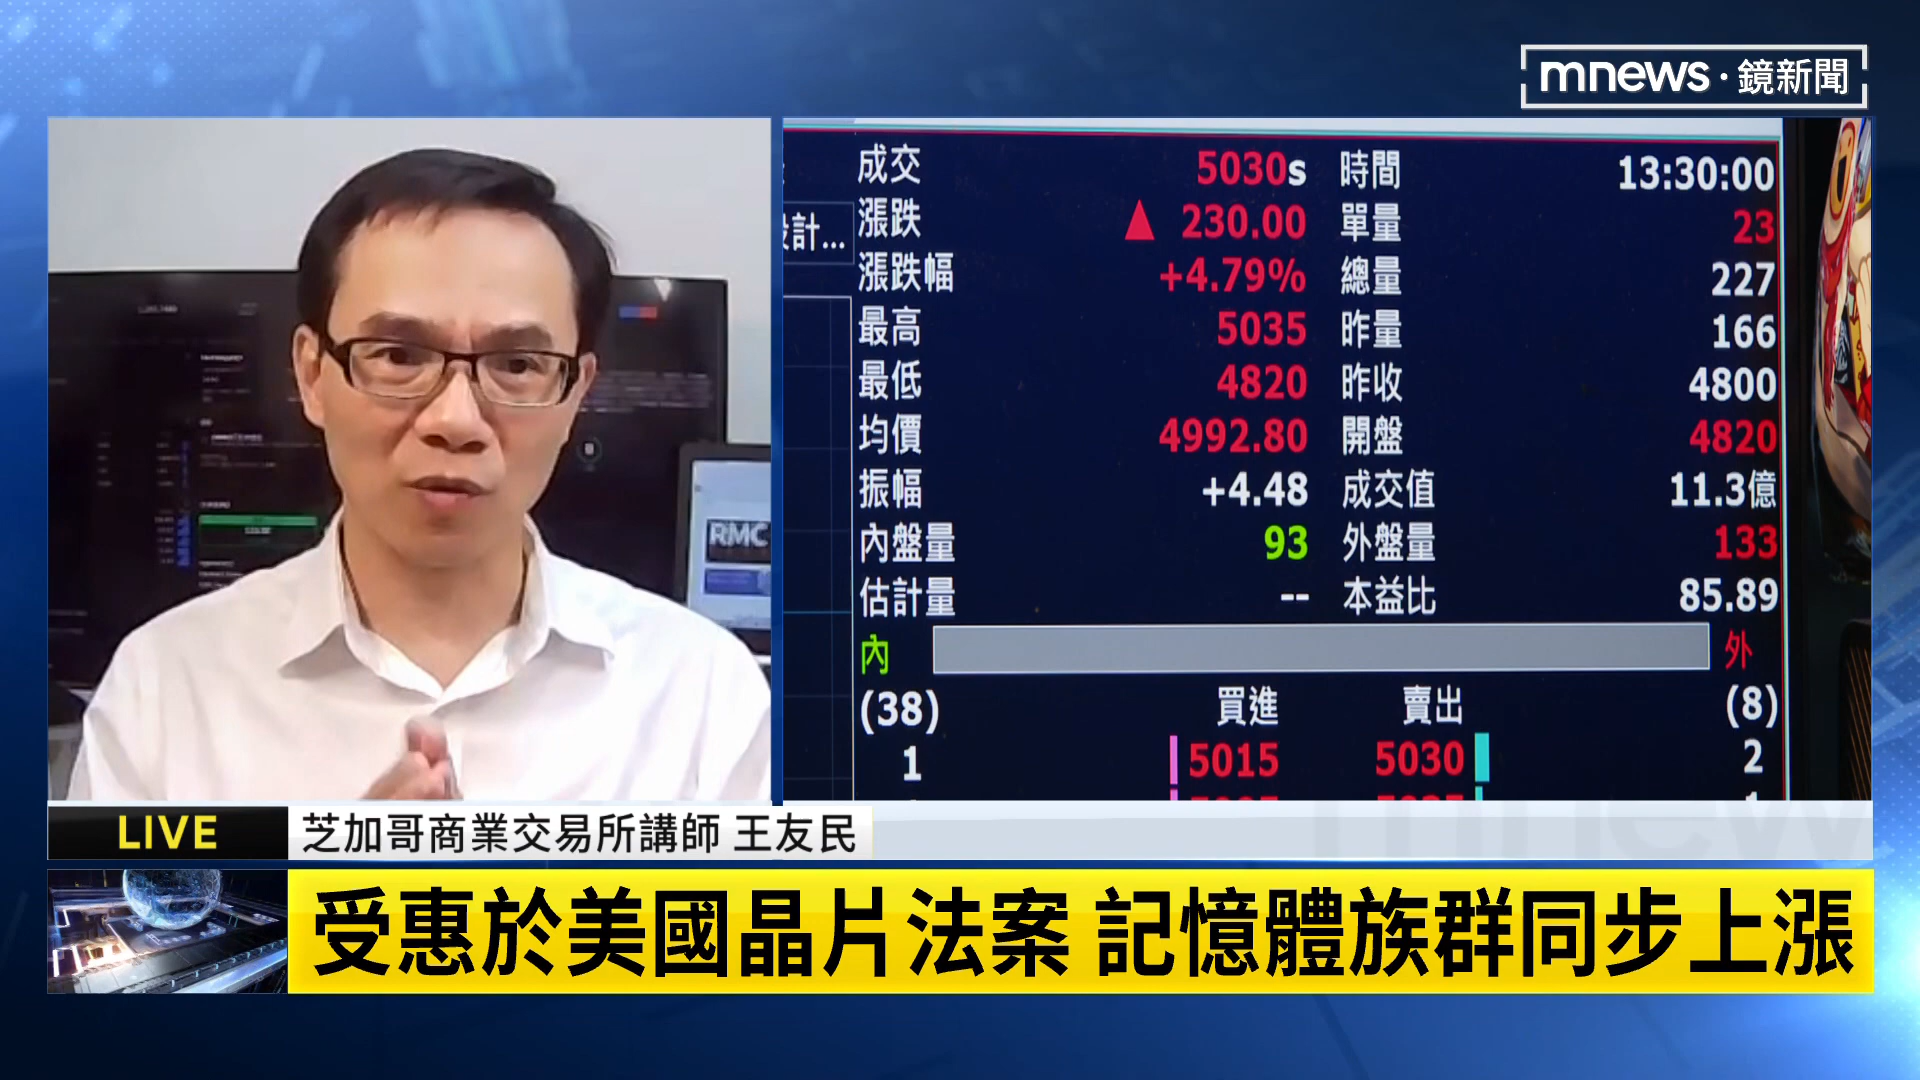 mnews・鏡新聞
成交 5030s 時間 13:30:00
漲跌 ▲ 230.00 單量 23
計... 
漲跌幅 +4.79% 總量 227
最高 5035 昨量 166
最低 4820 昨收 4800
均價 4992.80 開盤 4820
振幅 +4.48 成交值 11.3億
內盤量 93 外盤量 133
估計量 -- 本益比 85.89
內 外
(38) 買進 賣出 (8)
1 5015 5030 2
RMC
LIVE 芝加哥商業交易所講師 王友民
受惠於美國晶片法案 記憶體族群同步上漲